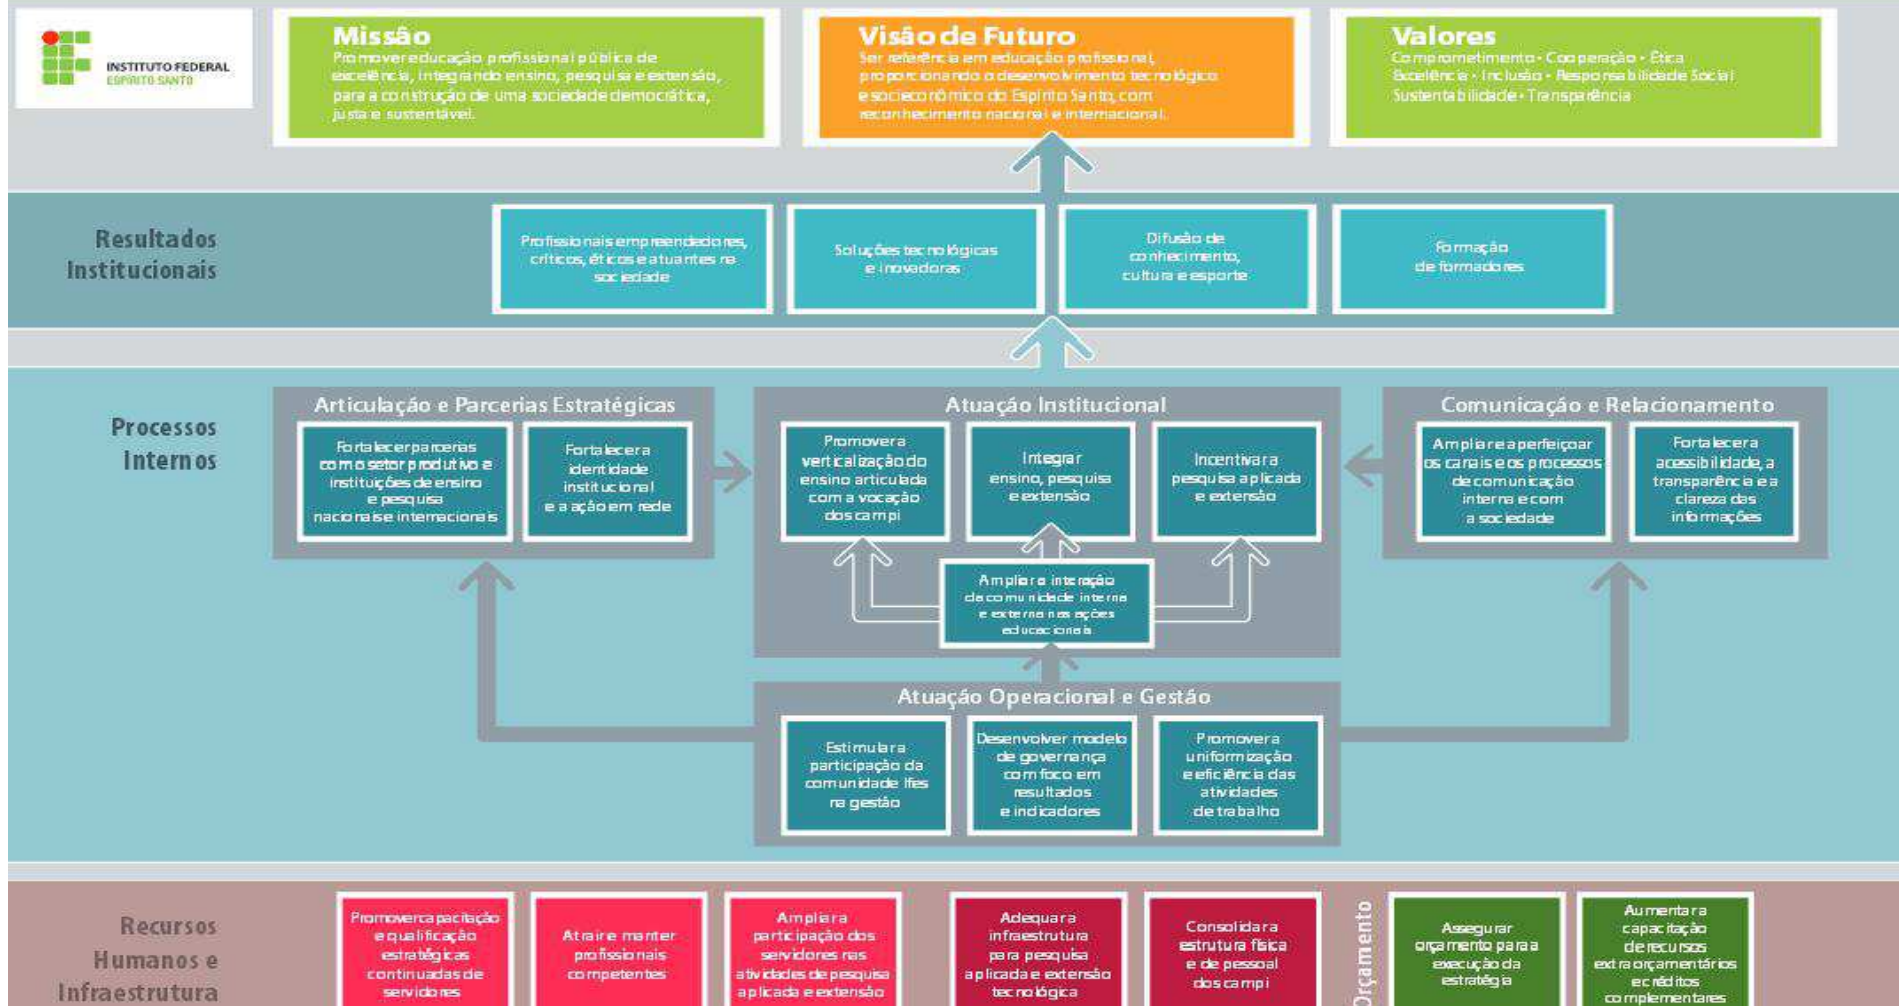 INSTITUTO FEDERAL
ESPÍRITO SANTO
Missão
Promover educação profissional pública de
excelência, integrando ensino, pesquisa e extensão,
para a construção de uma sociedade democrática,
justa e sustentável.
Visão de Futuro
Ser referência em educação profissional,
proporcionando o desenvolvimento tecnológico
e socieconômico do Espírito Santo, com
reconhecimento nacional e internacional.
Valores
Comprometimento • Cooperação • Ética
Excelência • Inclusão • Responsabilidade Social
Sustentabilidade • Transparência
Resultados
Institucionais
Profissionais empreendedores,
críticos, éticos e atuantes na
sociedade
Soluções tecnológicas
e inovadoras
Difusão de
conhecimento,
cultura e esporte
Formação
de formadores
Processos
Internos
Articulação e Parcerias Estratégicas
Fortalecer parcerias
com o setor produtivo e
instituições de ensino
e pesquisa
nacionais e internacionais
Fortalecer a
identidade
institucional
e a ação em rede
Atuação Institucional
Promover a
verticalização do
ensino articulada
com a vocação
dos campi
Integrar
ensino, pesquisa
e extensão
Incentivar a
pesquisa aplicada
e extensão
Ampliar a interação
da comunidade interna
e externa nas ações
educacionais
Comunicação e Relacionamento
Ampliar e aperfeiçoar
os canais e os processos
de comunicação
interna e com
a sociedade
Fortalecer a
acessibilidade, a
transparência e a
clareza das
informações
Atuação Operacional e Gestão
Estimular a
participação da
comunidade Ifes
na gestão
Desenvolver modelo
de governança
com foco em
resultados
e indicadores
Promover a
uniformização
e eficiência das
atividades
de trabalho
Recursos
Humanos e
Infraestrutura
Promover capacitação
e qualificação
estratégicas
continuadas de
servidores
Atrair e manter
profissionais
competentes
Ampliar a
participação dos
servidores nas
atividades de pesquisa
aplicada e extensão
Adequar a
infraestrutura
para pesquisa
aplicada e extensão
tecnológica
Consolidar a
estrutura física
e de pessoal
dos campi
Orçamento
Assegurar
orçamento para a
execução da
estratégia
Aumentar a
capacitação
de recursos
extraorçamentários
e créditos
complementares